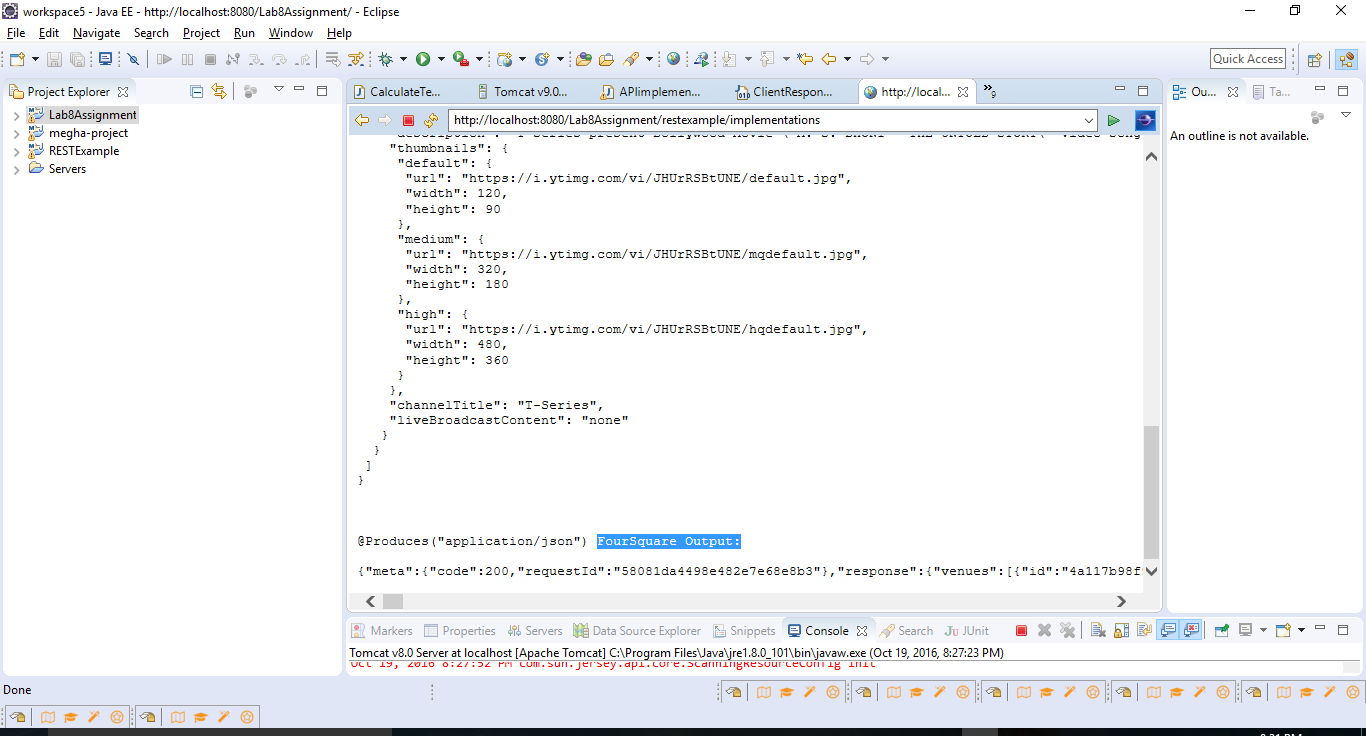 workspace5 - Java EE - http://localhost:8080/Lab8Assignment/ - Eclipse
File Edit Navigate Search Project Run Window Help
Quick Access
Project Explorer
CalculateTe...
Tomcat v9.0...
APIimplemen...
ClientRespon...
http://local...
»9
Ou...
Ta...
Lab8Assignment
megha-project
RESTExample
Servers
http://localhost:8080/Lab8Assignment/restexample/implementations
An outline is not available.
"thumbnails": {
"default": {
"url": "https://i.ytimg.com/vi/JHUrRSBtUNE/default.jpg",
"width": 120,
"height": 90
},
"medium": {
"url": "https://i.ytimg.com/vi/JHUrRSBtUNE/mqdefault.jpg",
"width": 320,
"height": 180
},
"high": {
"url": "https://i.ytimg.com/vi/JHUrRSBtUNE/hqdefault.jpg",
"width": 480,
"height": 360
}
},
"channelTitle": "T-Series",
"liveBroadcastContent": "none"
}
}
]
}
@Produces("application/json") FourSquare Output:
{"meta":{"code":200,"requestId":"58081da4498e482e7e68e8b3"},"response":{"venues":[{"id":"4a117b98f
Markers Properties Servers Data Source Explorer Snippets Console Search JUnit
Tomcat v8.0 Server at localhost [Apache Tomcat] C:\Program Files\Java\jre1.8.0_101\bin\javaw.exe (Oct 19, 2016, 8:27:23 PM)
Oct 19, 2016 8:27:52 PM com.sun.jersey.api.core.ScanningResourceConfig init
Done